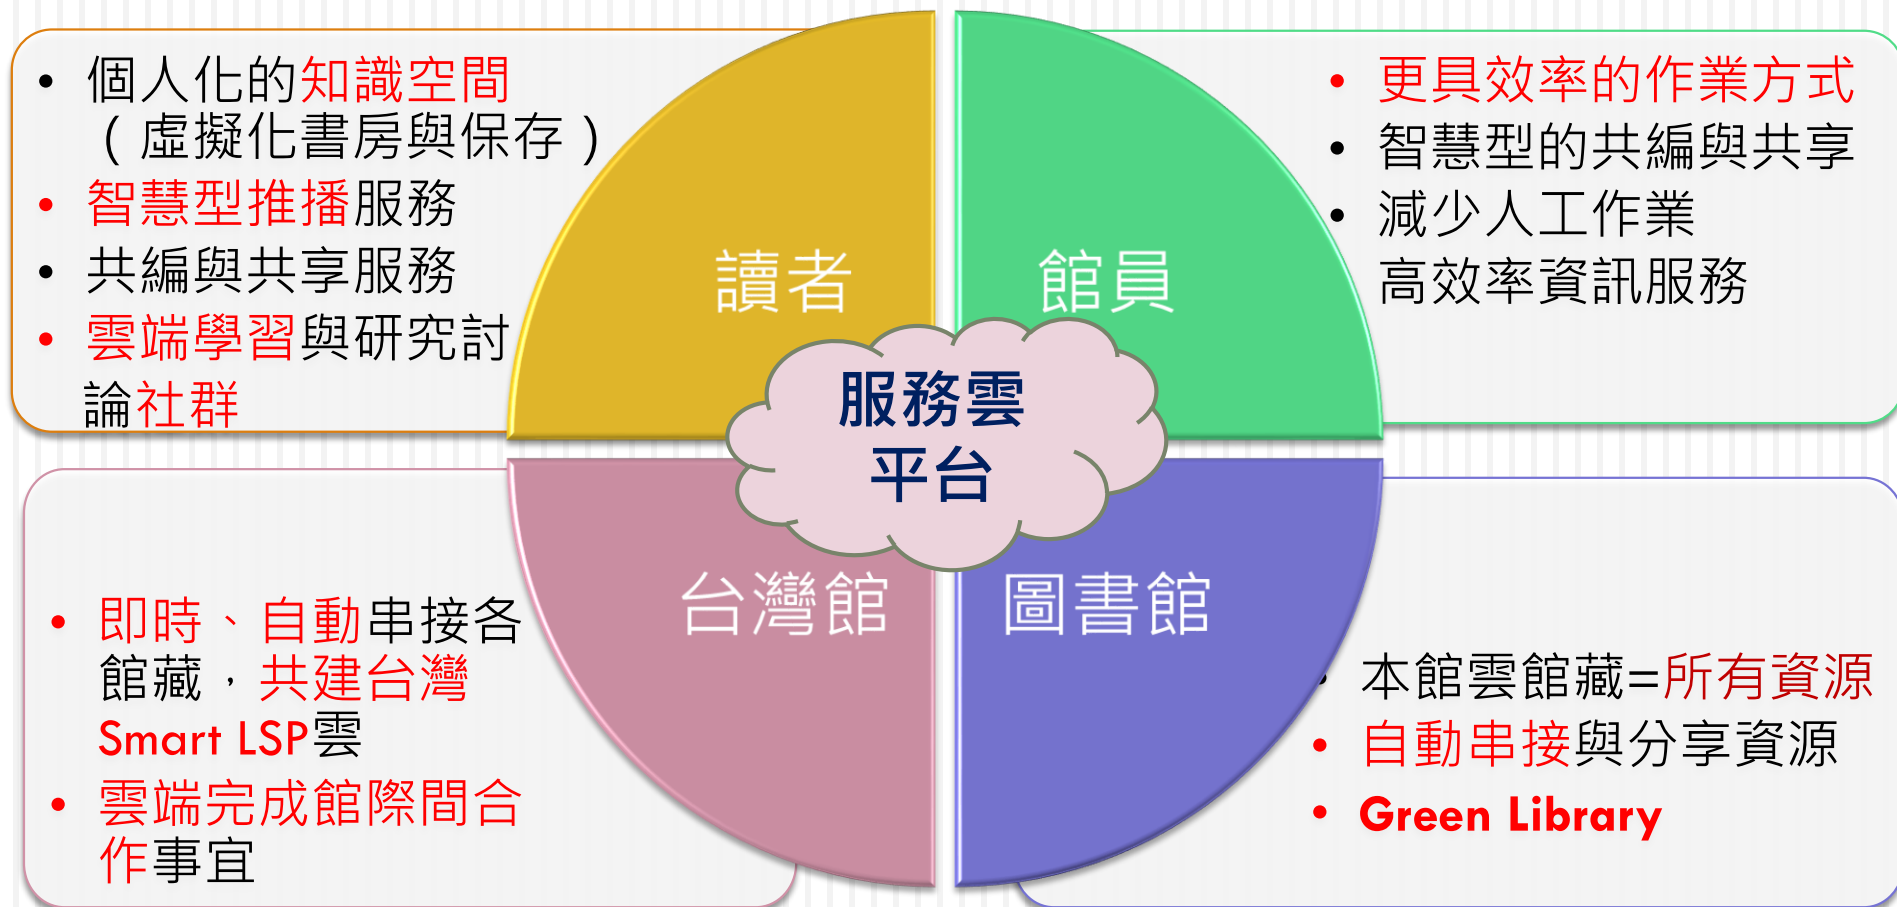 • 個人化的知識空間
（虛擬化書房與保存）
• 智慧型推播服務
• 共編與共享服務
• 雲端學習與研究討
論社群
讀者
館員
• 更具效率的作業方式
• 智慧型的共編與共享
• 減少人工作業
高效率資訊服務
服務雲
平台
台灣館
圖書館
• 即時、自動串接各
館藏，共建台灣
Smart LSP雲
• 雲端完成館際間合
作事宜
• 本館雲館藏=所有資源
• 自動串接與分享資源
• Green Library